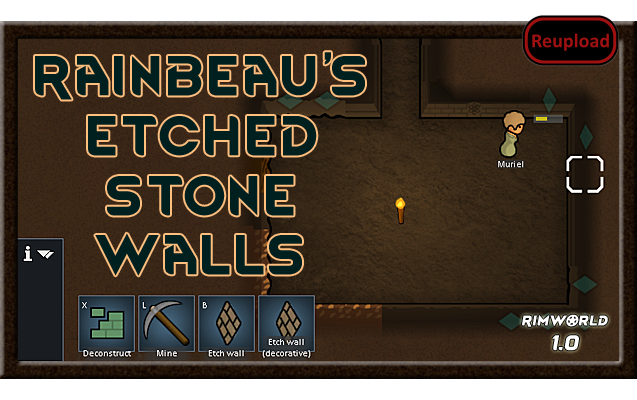 Reupload
RAINBEAU'S
ETCHED
STONE
WALLS
Muriel
i
X
L
B
Deconstruct
Mine
Etch wall
Etch wall
(decorative)
RIMWORLD
1.0